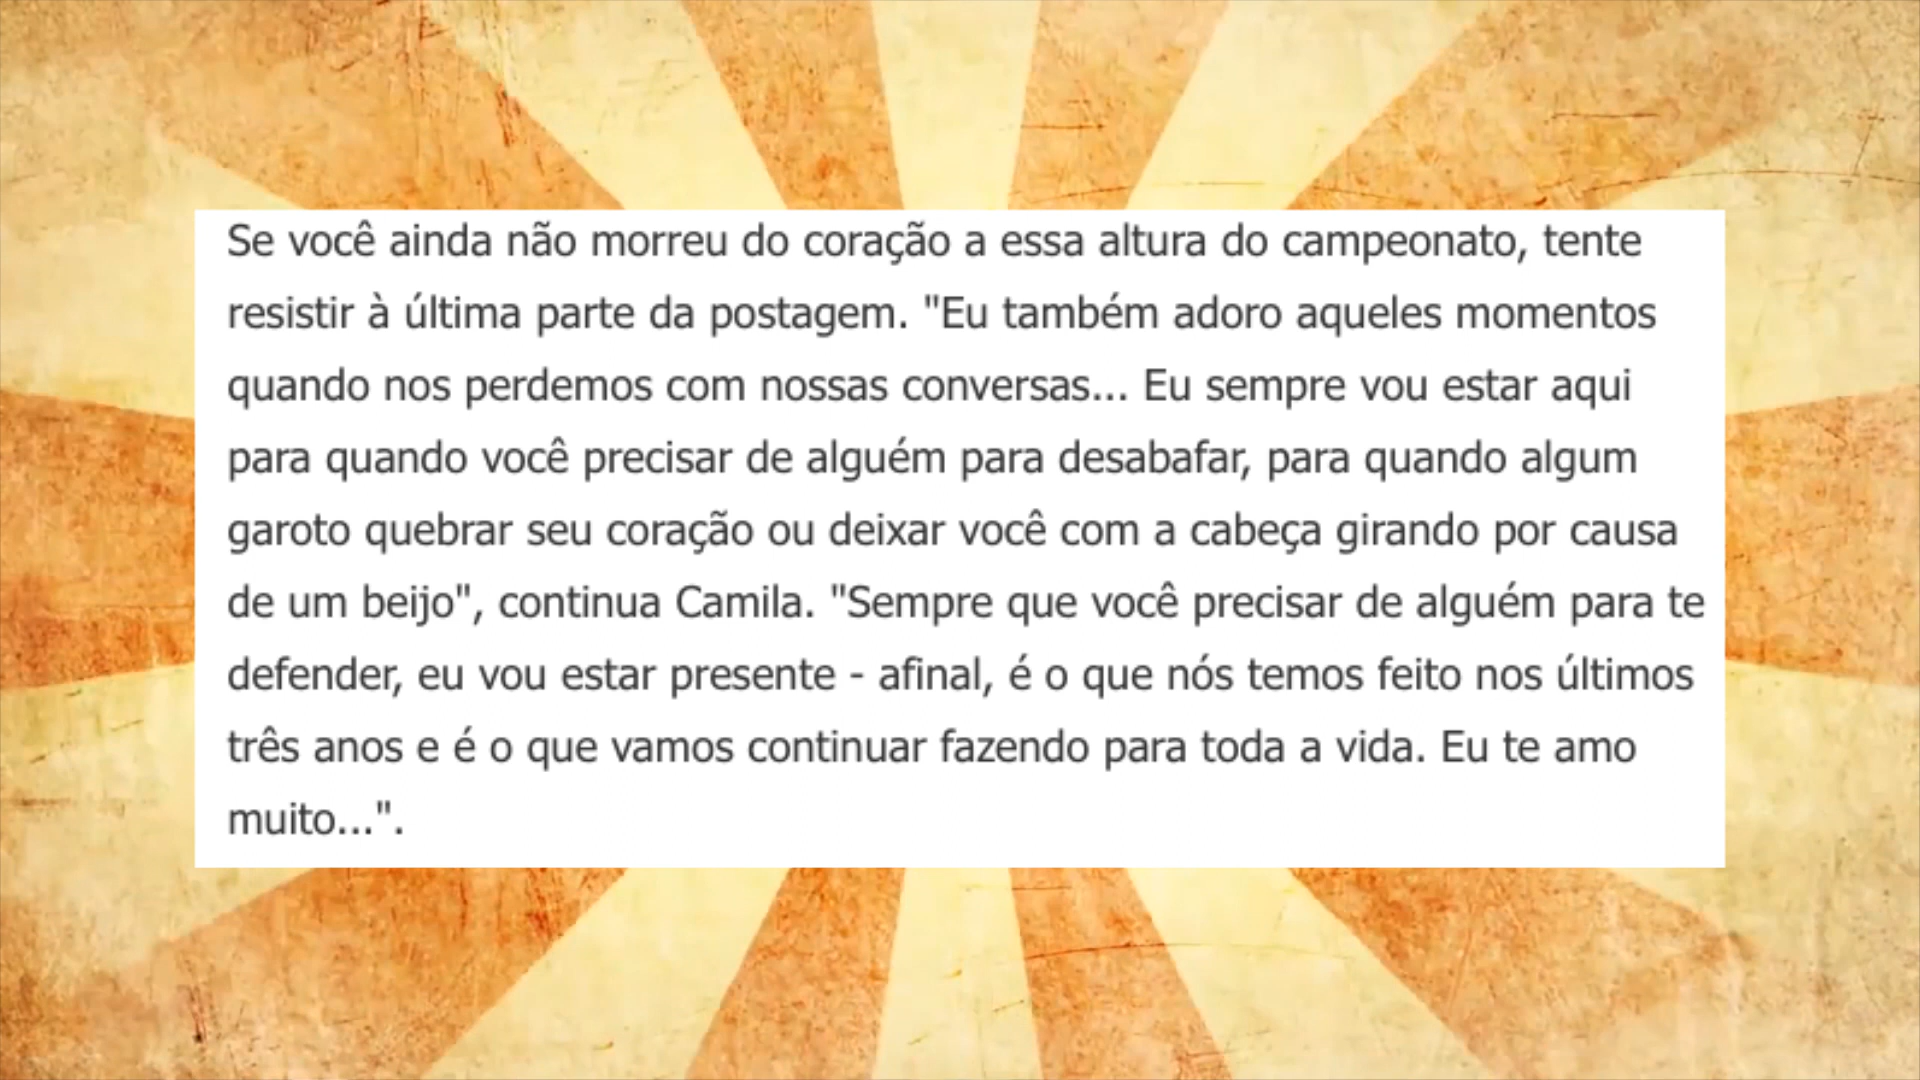 Se você ainda não morreu do coração a essa altura do campeonato, tente
resistir à última parte da postagem. "Eu também adoro aqueles momentos
quando nos perdemos com nossas conversas... Eu sempre vou estar aqui
para quando você precisar de alguém para desabafar, para quando algum
garoto quebrar seu coração ou deixar você com a cabeça girando por causa
de um beijo", continua Camila. "Sempre que você precisar de alguém para te
defender, eu vou estar presente - afinal, é o que nós temos feito nos últimos
três anos e é o que vamos continuar fazendo para toda a vida. Eu te amo
muito...".